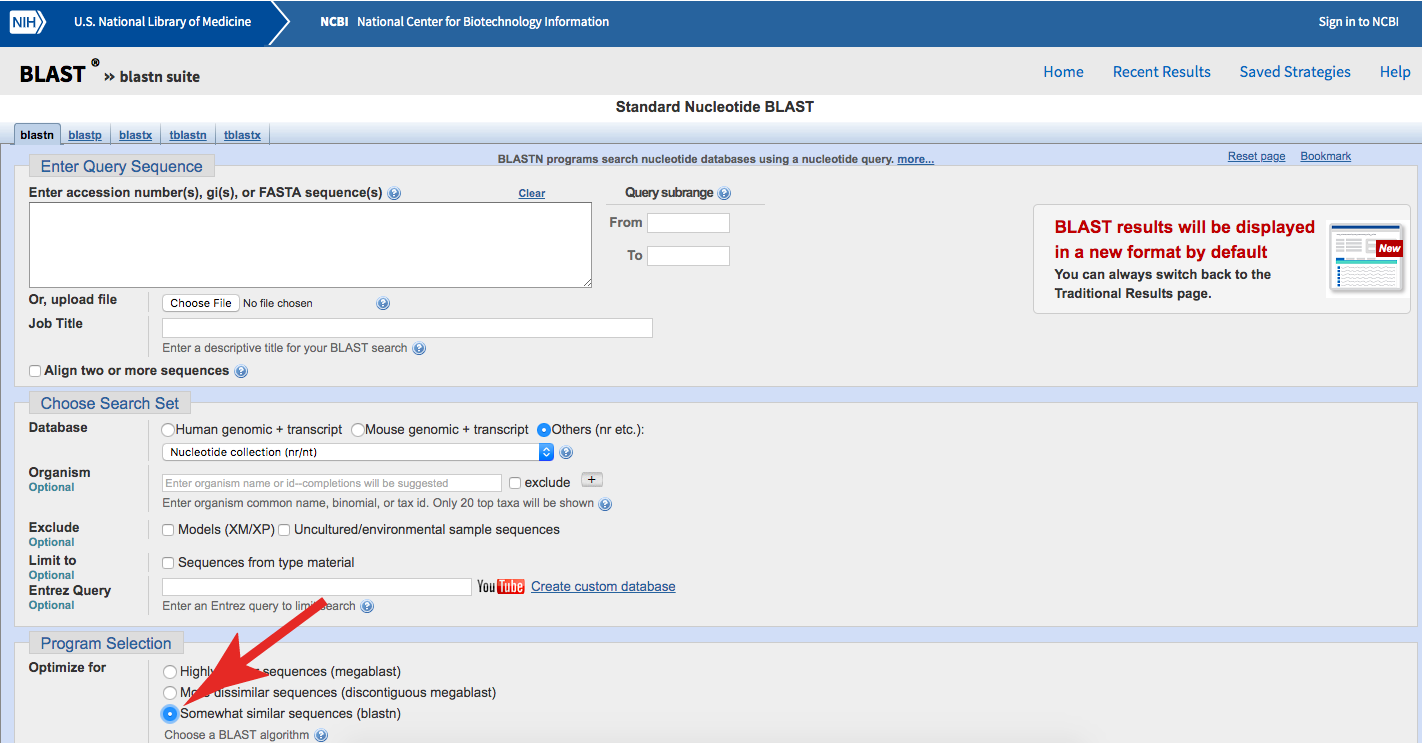 NIH U.S. National Library of Medicine NCBI National Center for Biotechnology Information Sign in to NCBI
BLAST ® » blastn suite Home Recent Results Saved Strategies Help
Standard Nucleotide BLAST
blastn blastp blastx tblastn tblastx
Enter Query Sequence BLASTN programs search nucleotide databases using a nucleotide query. more... Reset page Bookmark
Enter accession number(s), gi(s), or FASTA sequence(s) Clear Query subrange
From
To
BLAST results will be displayed
in a new format by default
You can always switch back to the
Traditional Results page.
New
Or, upload file Choose File No file chosen
Job Title
Enter a descriptive title for your BLAST search
Align two or more sequences
Choose Search Set
Database Human genomic + transcript Mouse genomic + transcript Others (nr etc.):
Nucleotide collection (nr/nt)
Organism
Optional
Enter organism name or id--completions will be suggested exclude +
Enter organism common name, binomial, or tax id. Only 20 top taxa will be shown
Exclude Models (XM/XP) Uncultured/environmental sample sequences
Optional
Limit to Sequences from type material
Optional
Entrez Query YouTube Create custom database
Optional Enter an Entrez query to limit search
Program Selection
Optimize for Highly sequences (megablast)
More dissimilar sequences (discontiguous megablast)
Somewhat similar sequences (blastn)
Choose a BLAST algorithm